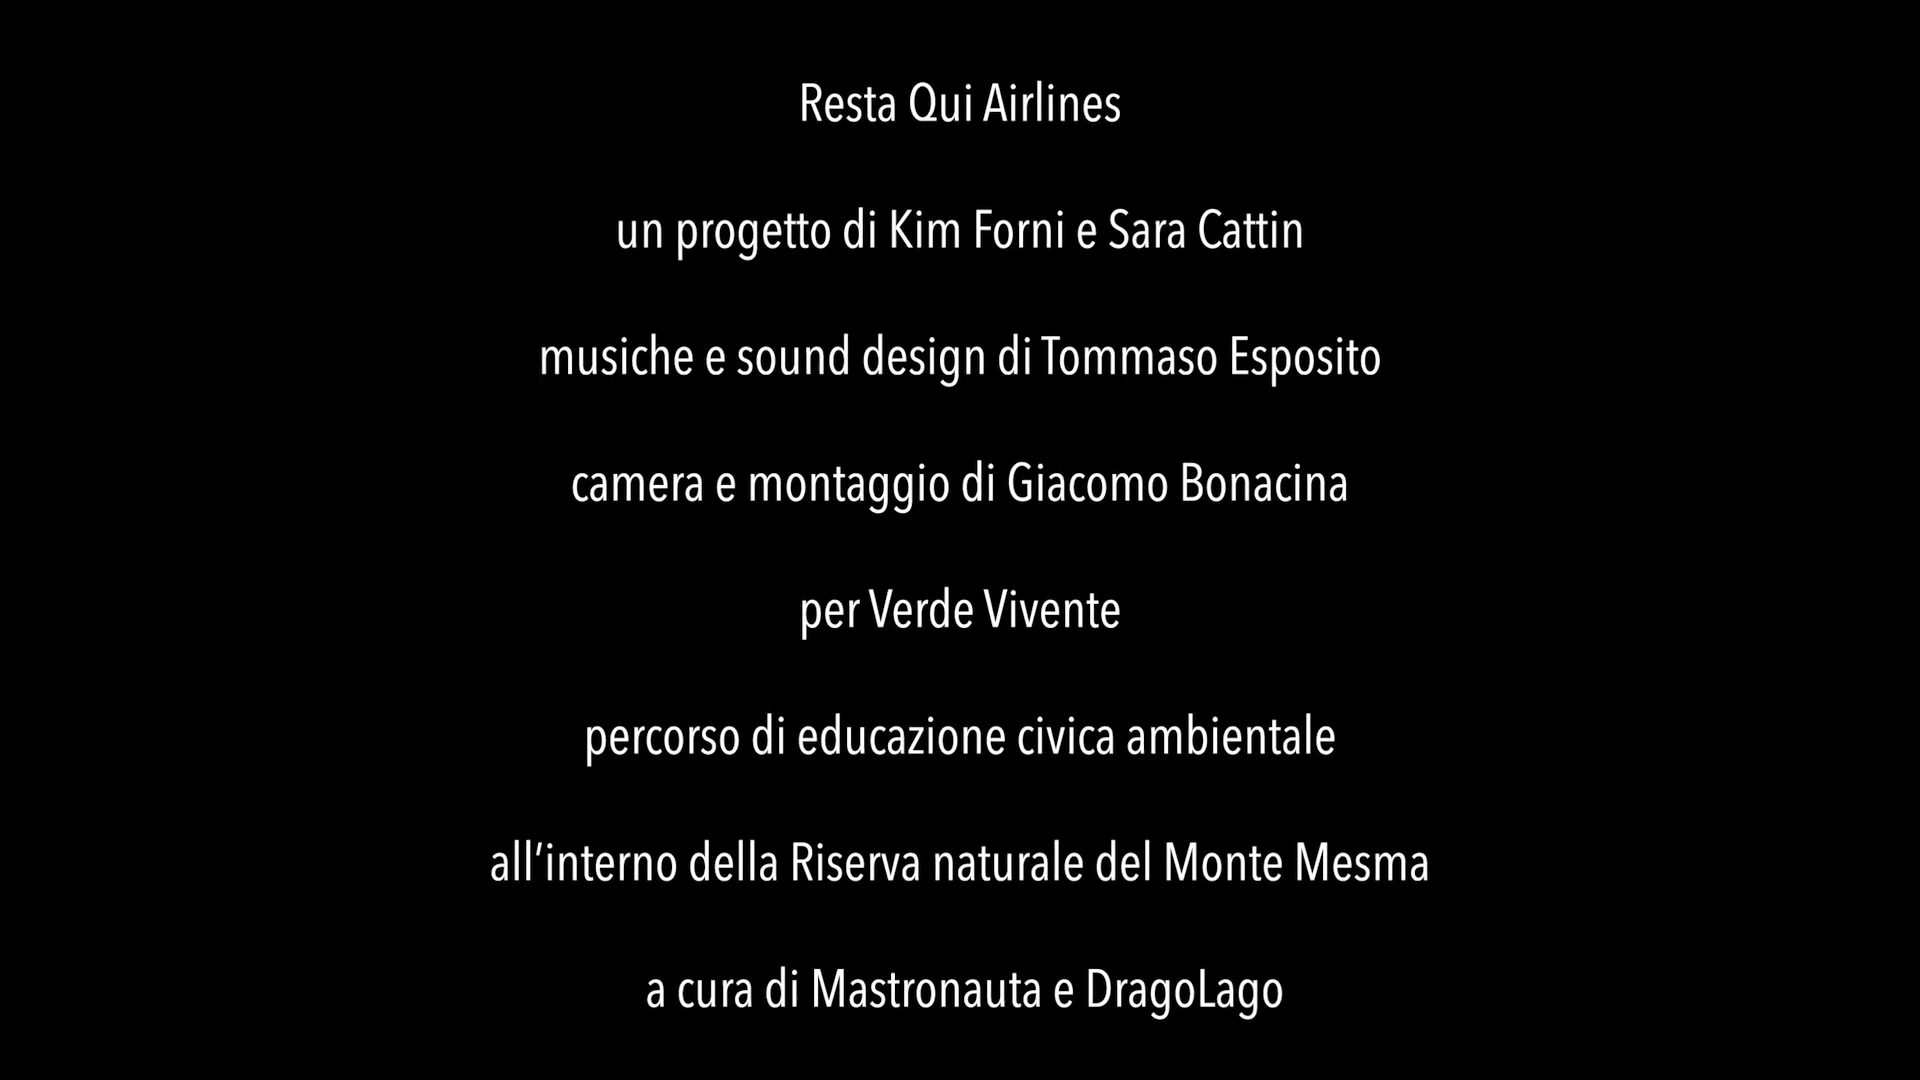 Resta Qui Airlines
un progetto di Kim Forni e Sara Cattin
musiche e sound design di Tommaso Esposito
camera e montaggio di Giacomo Bonacina
per Verde Vivente
percorso di educazione civica ambientale
all’interno della Riserva naturale del Monte Mesma
a cura di Mastronauta e DragoLago